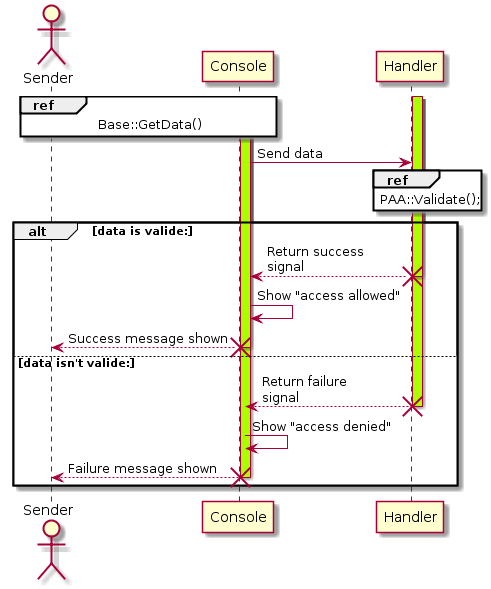 Sender
Console
Handler
ref
Base::GetData()
Send data
ref
PAA::Validate();
alt
[data is valide:]
Return success
signal
Show "access allowed"
Success message shown
[data isn't valide:]
Return failure
signal
Show "access denied"
Failure message shown
Sender
Console
Handler